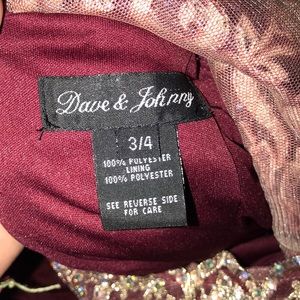 Dave & Johnny
3/4
100% POLYESTER
LINING
100% POLYESTER
SEE REVERSE SIDE
FOR CARE